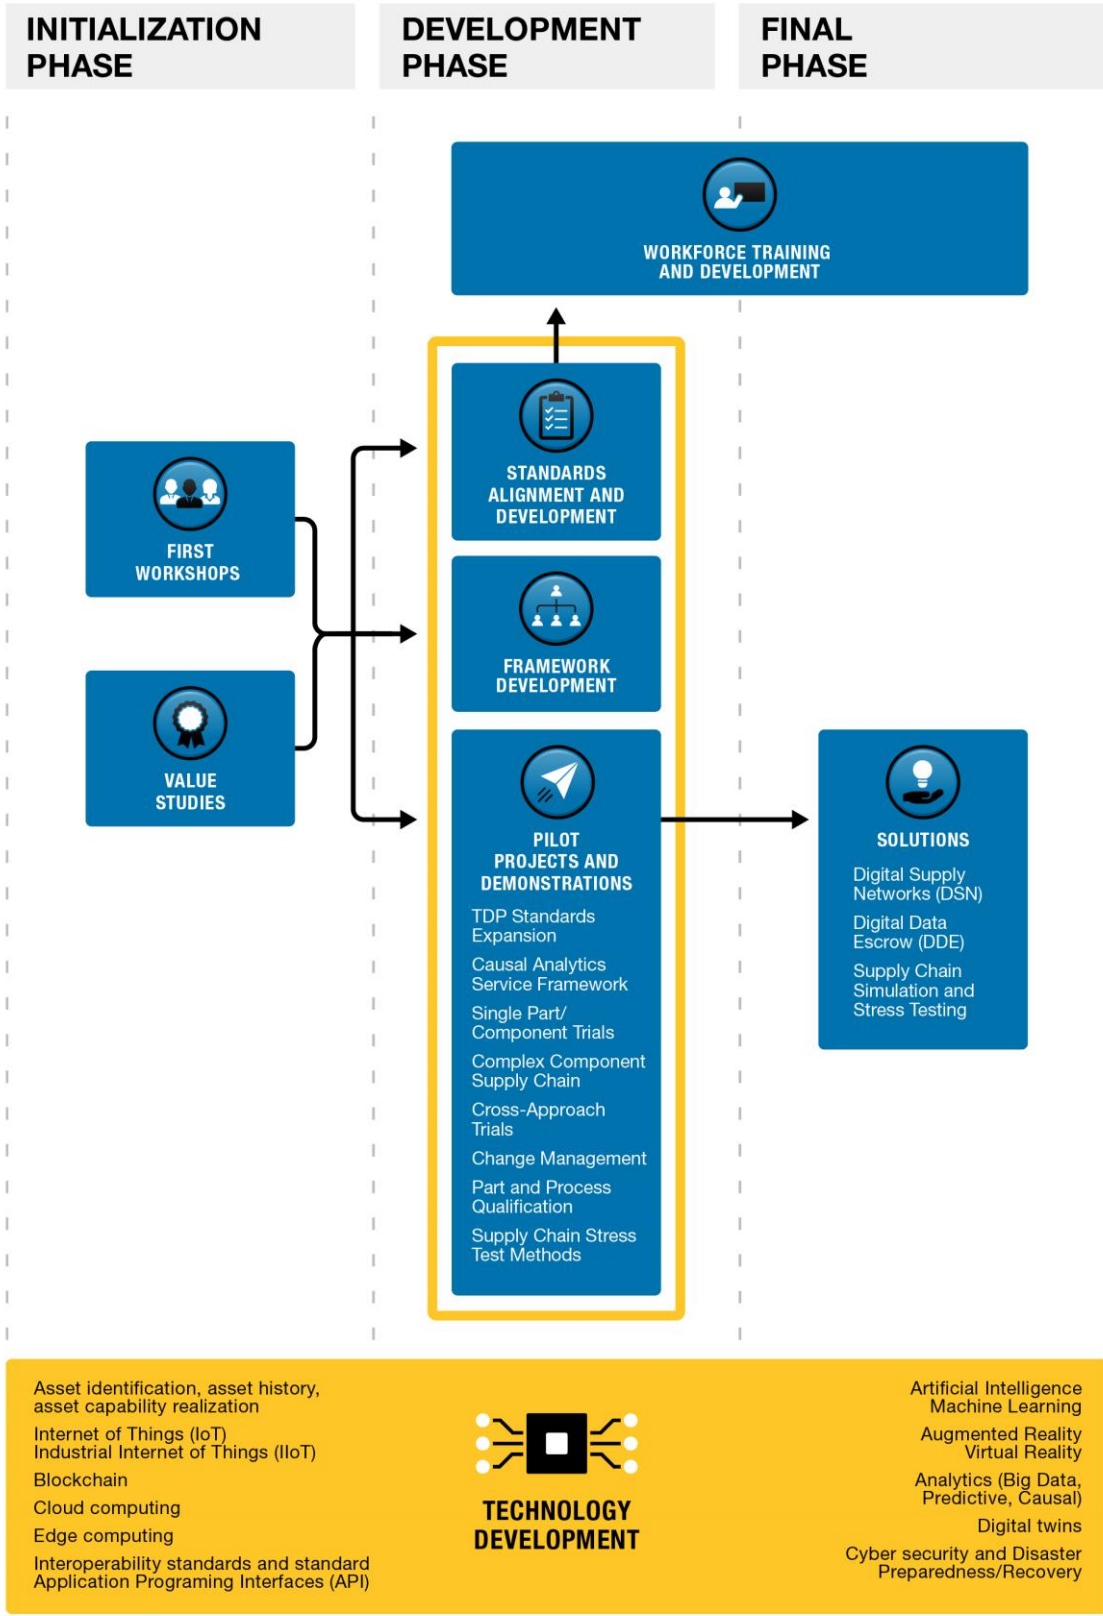 INITIALIZATION
PHASE
DEVELOPMENT
PHASE
FINAL
PHASE
WORKFORCE TRAINING
AND DEVELOPMENT
STANDARDS
ALIGNMENT AND
DEVELOPMENT
FIRST
WORKSHOPS
FRAMEWORK
DEVELOPMENT
VALUE
STUDIES
PILOT
PROJECTS AND
DEMONSTRATIONS
TDP Standards
Expansion
Causal Analytics
Service Framework
Single Part/
Component Trials
Complex Component
Supply Chain
Cross-Approach
Trials
Change Management
Part and Process
Qualification
Supply Chain Stress
Test Methods
SOLUTIONS
Digital Supply
Networks (DSN)
Digital Data
Escrow (DDE)
Supply Chain
Simulation and
Stress Testing
Asset identification, asset history,
asset capability realization
Internet of Things (IoT)
Industrial Internet of Things (IIoT)
Blockchain
Cloud computing
Edge computing
Interoperability standards and standard
Application Programing Interfaces (API)
TECHNOLOGY
DEVELOPMENT
Artificial Intelligence
Machine Learning
Augmented Reality
Virtual Reality
Analytics (Big Data,
Predictive, Causal)
Digital twins
Cyber security and Disaster
Preparedness/Recovery